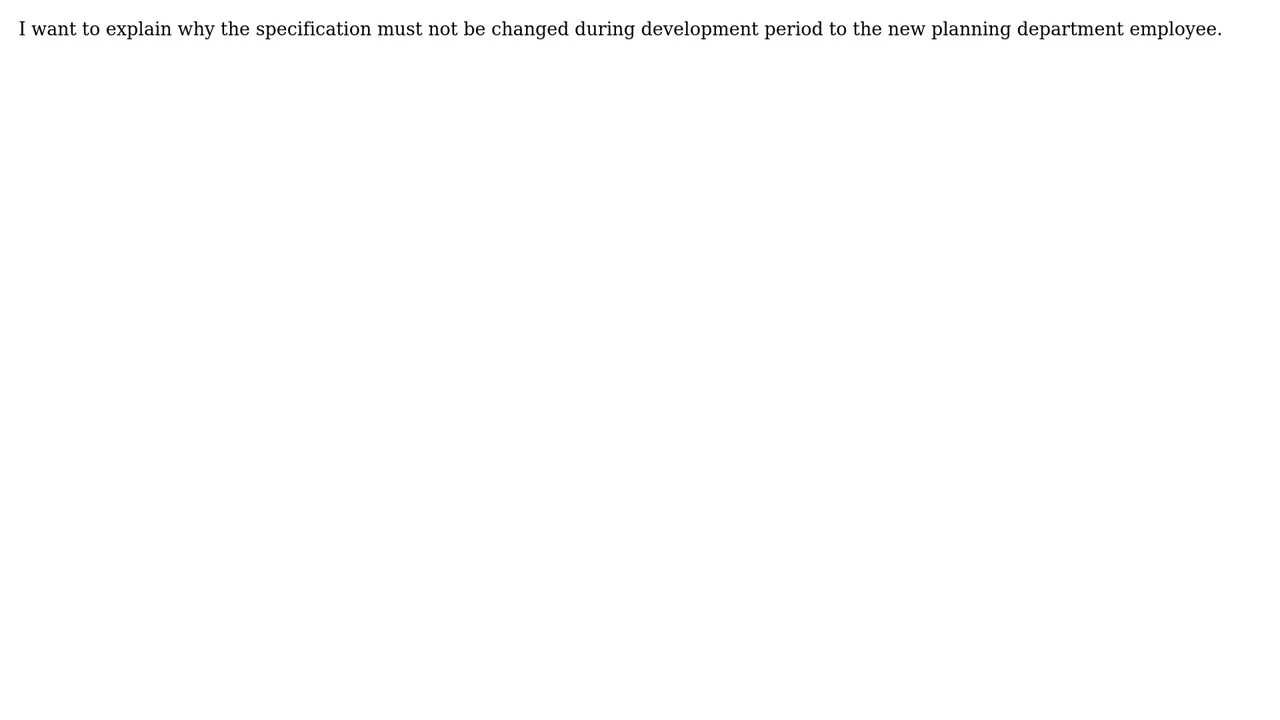 I want to explain why the specification must not be changed during development period to the new planning department employee.